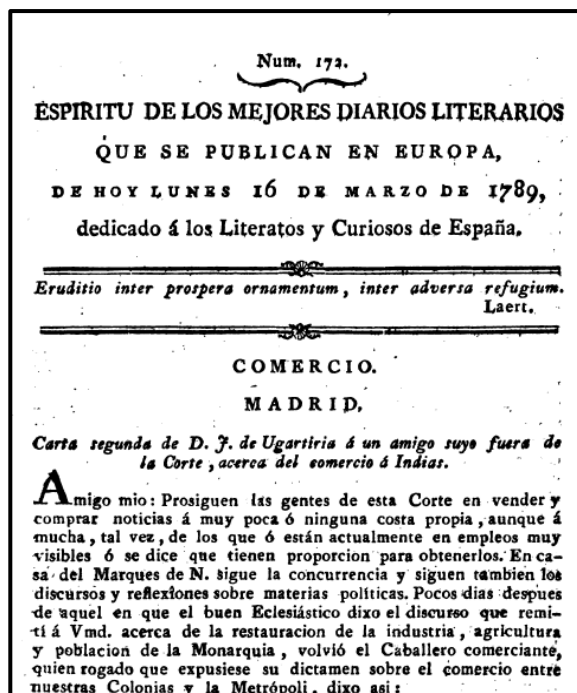 Num. 172.
ESPIRITU DE LOS MEJORES DIARIOS LITERARIOS
QUE SE PUBLICAN EN EUROPA,
DE HOY LUNES 16 DE MARZO DE 1789,
dedicado á los Literatos y Curiosos de España.
Eruditio inter prospera ornamentum, inter adversa refugium.
Laert.
COMERCIO.
MADRID.
Carta segunda de D. J. de Ugartiria á un amigo suyo fuera de
la Corte, acerca del comercio á Indias.
Amigo mio: Prosiguen las gentes de esta Corte en vender y
comprar noticias á muy poca ó ninguna costa propia, aunque á
mucha, tal vez, de los que ó están actualmente en empleos muy
visibles ó se dice que tienen proporcion para obtenerlos. En ca-
sa del Marques de N. sigue la concurrencia y siguen tambien los
discursos y reflexîones sobre materias políticas. Pocos dias despues
de aquel en que el buen Eclesiástico dixo el discurso que remi-
tí á Vmd. acerca de la restauracion de la industria, agricultura
y poblacion de la Monarquia, volvió el Caballero comerciante,
quien rogado que expusiese su dictamen sobre el comercio entre
nuestras Colonias y la Metrópoli, dixo asi: